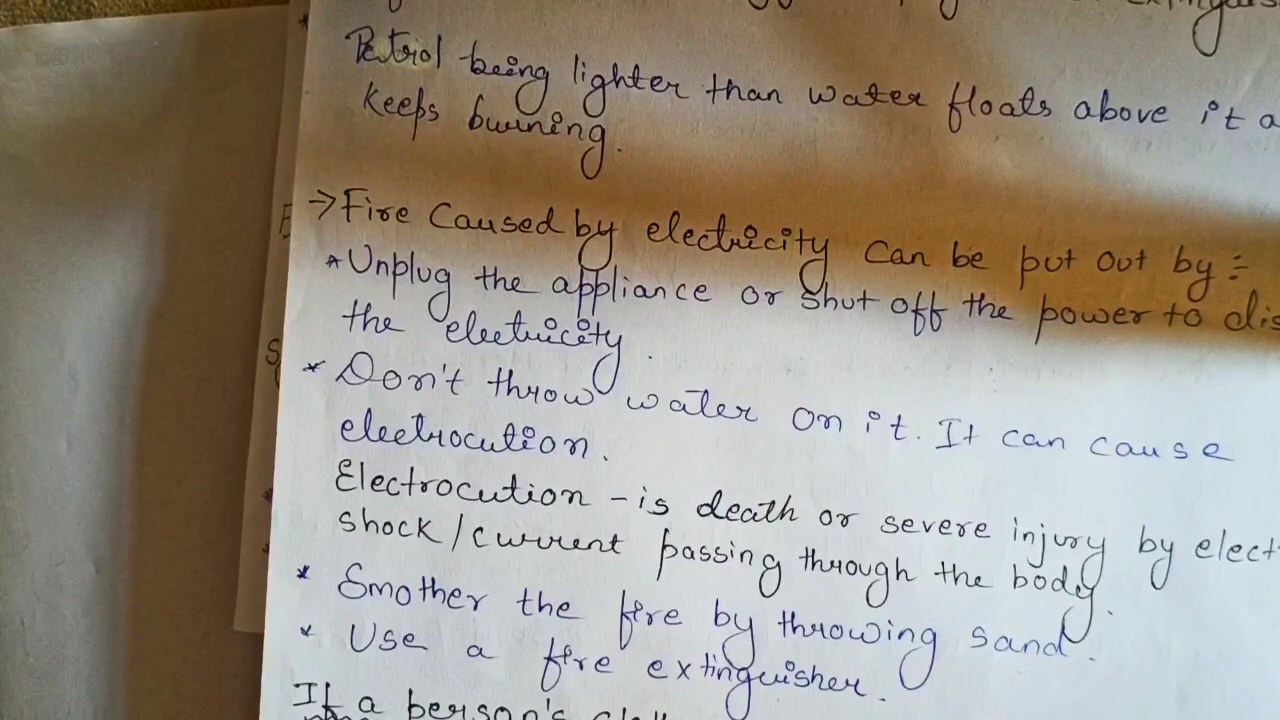 Petrol being lighter than water floats above it a
keeps burning.
→ Fire Caused by electricity can be put out by :-
* Unplug the appliance or shut off the power to dis
the electricity.
* Don't throw water on it. It can cause
electrocution.
Electrocution - is death or severe injury by elect
shock/current passing through the body.
* Smother the fire by throwing sand.
* Use a fire extinguisher.
If a person's